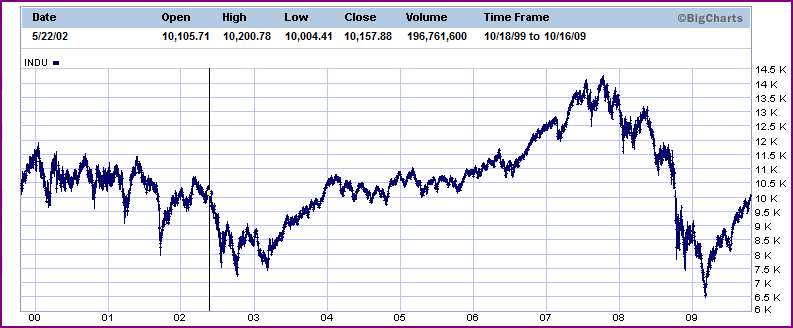 Date Open High Low Close Volume Time Frame ©BigCharts
5/22/02 10,105.71 10,200.78 10,004.41 10,157.88 196,761,600 10/18/99 to 10/16/09
INDU
14.5 K
14 K
13.5 K
13 K
12.5 K
12 K
11.5 K
11 K
10.5 K
10 K
9.5 K
9 K
8.5 K
8 K
7.5 K
7 K
6.5 K
6 K
00 01 02 03 04 05 06 07 08 09